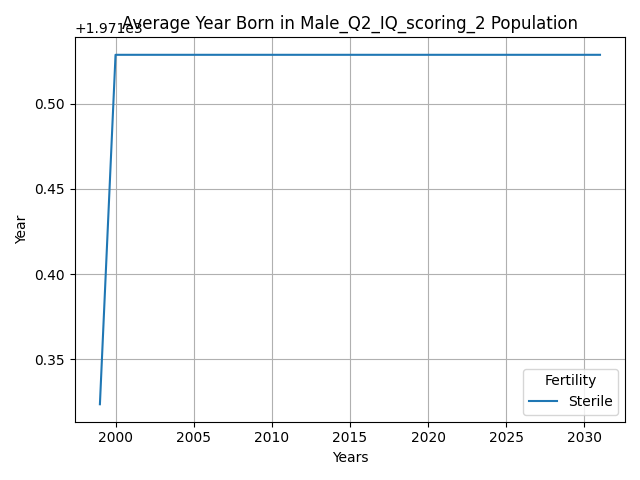 Average Year Born in Male_Q2_IQ_scoring_2 Population
+1.971e3
0.50
0.45
0.40
0.35
Year
2000 2005 2010 2015 2020 2025 2030
Years
Fertility
Sterile